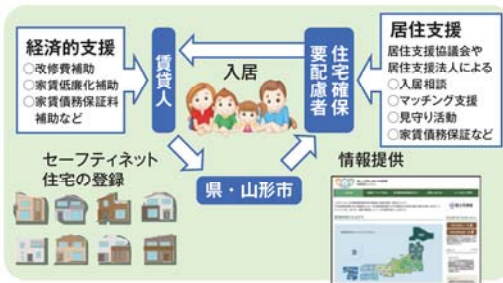 経済的支援
○改修費補助
○家賃低廉化補助
○家賃債務保証料
補助など
賃貸人
入居
住宅確保
要配慮者
居住支援
居住支援協議会や
居住支援法人による
○入居相談
○マッチング支援
○見守り活動
○家賃債務保証など
セーフティネット
住宅の登録
県・山形市
情報提供